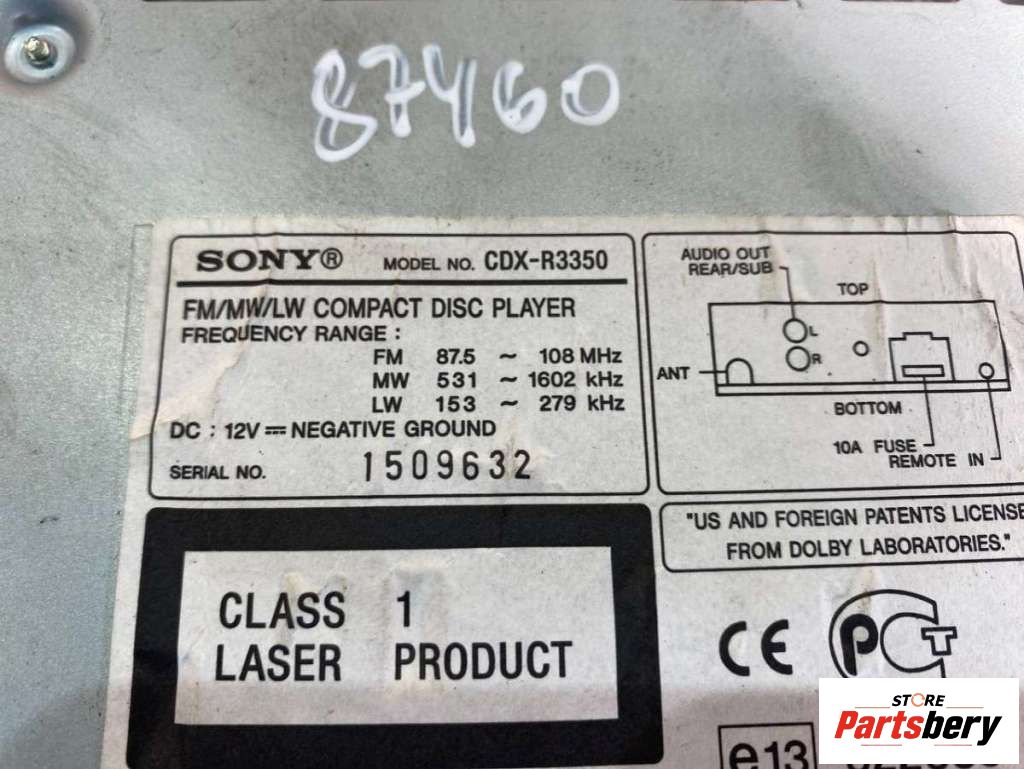 87460
SONY® MODEL NO. CDX-R3350
FM/MW/LW COMPACT DISC PLAYER
FREQUENCY RANGE :
FM 87.5 ~ 108 MHz
MW 531 ~ 1602 kHz
LW 153 ~ 279 kHz
DC : 12V ⎓ NEGATIVE GROUND
SERIAL NO. 1509632
AUDIO OUT
REAR/SUB
TOP
L
R
ANT
BOTTOM
10A FUSE
REMOTE IN
"US AND FOREIGN PATENTS LICENSE
FROM DOLBY LABORATORIES."
CLASS 1
LASER PRODUCT
CE PCT
e13
STORE
Partsbery